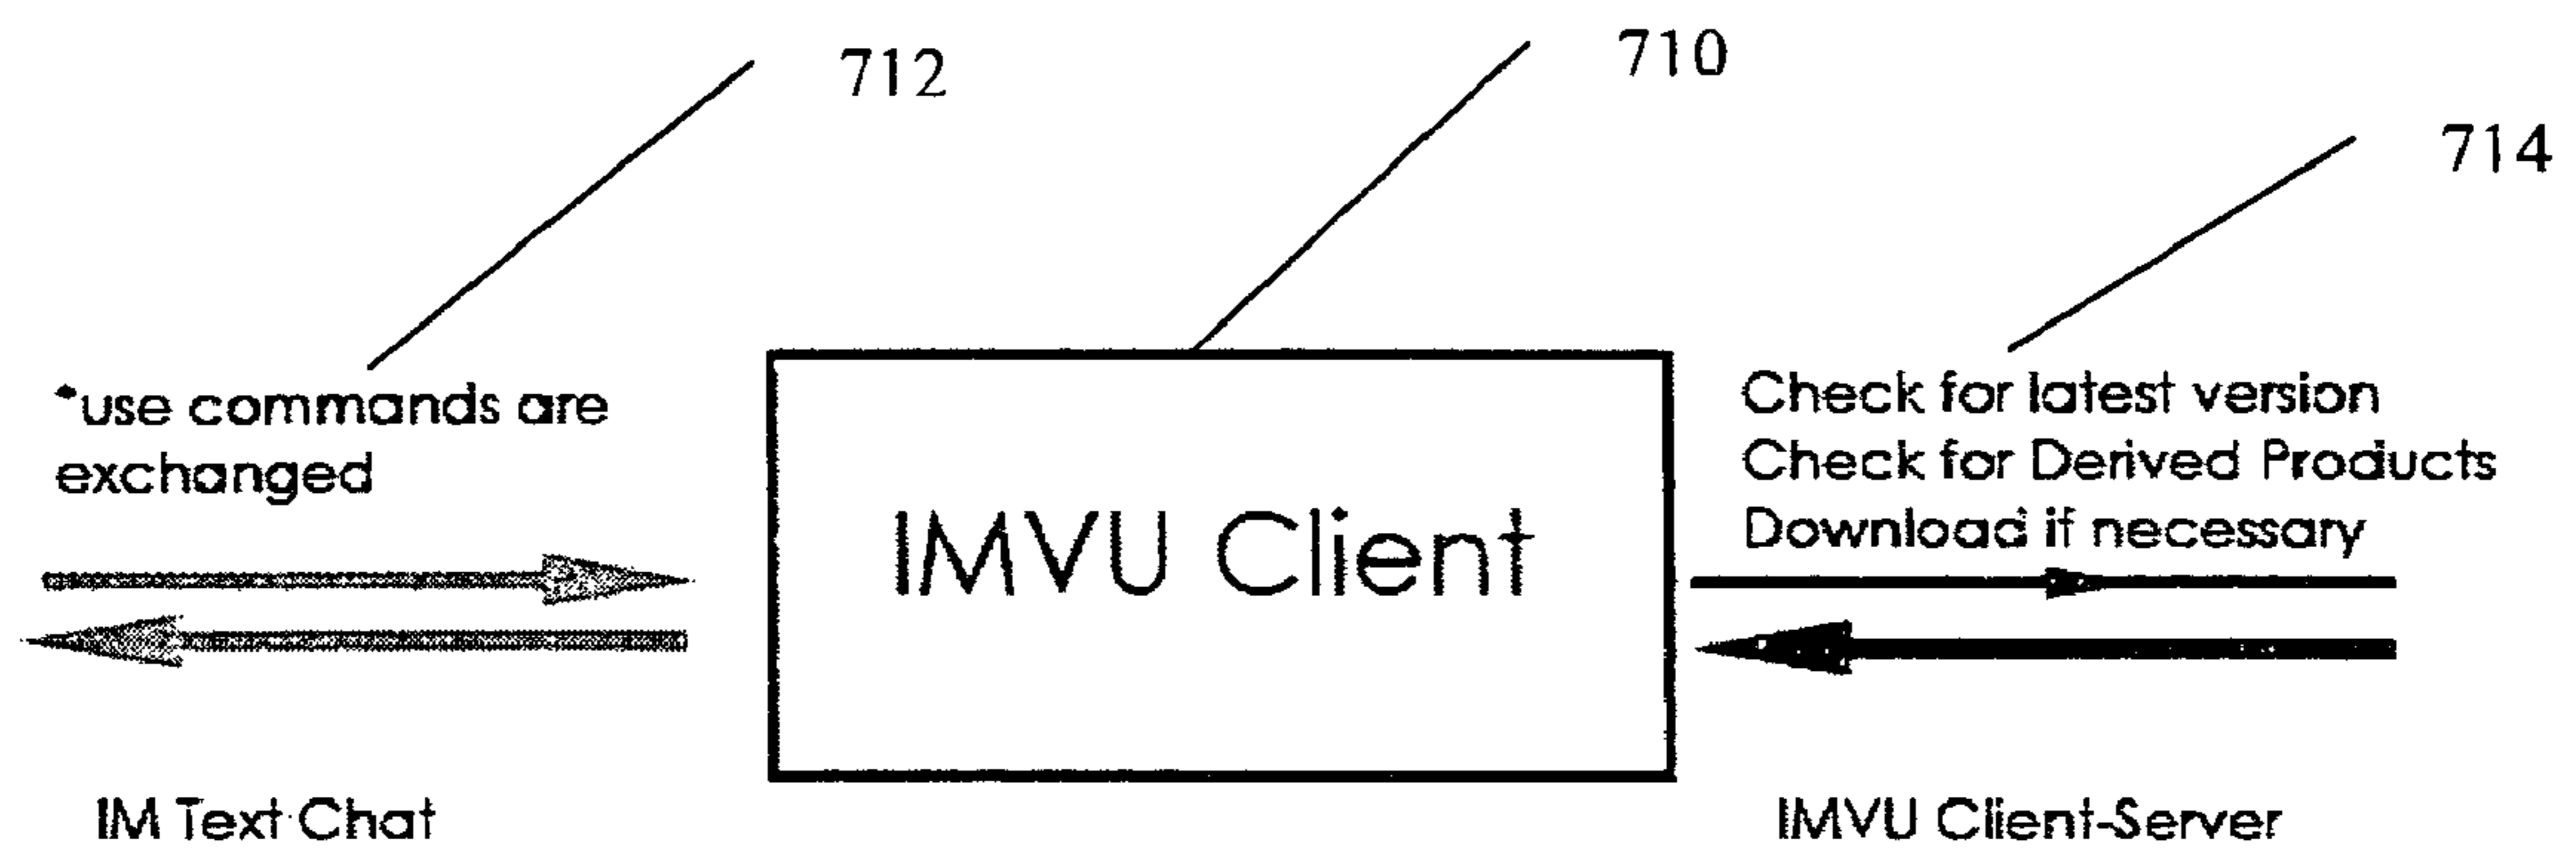 712
710
714
*use commands are
exchanged
IMVU Client
Check for latest version
Check for Derived Products
Download if necessary
IM Text Chat
IMVU Client-Server